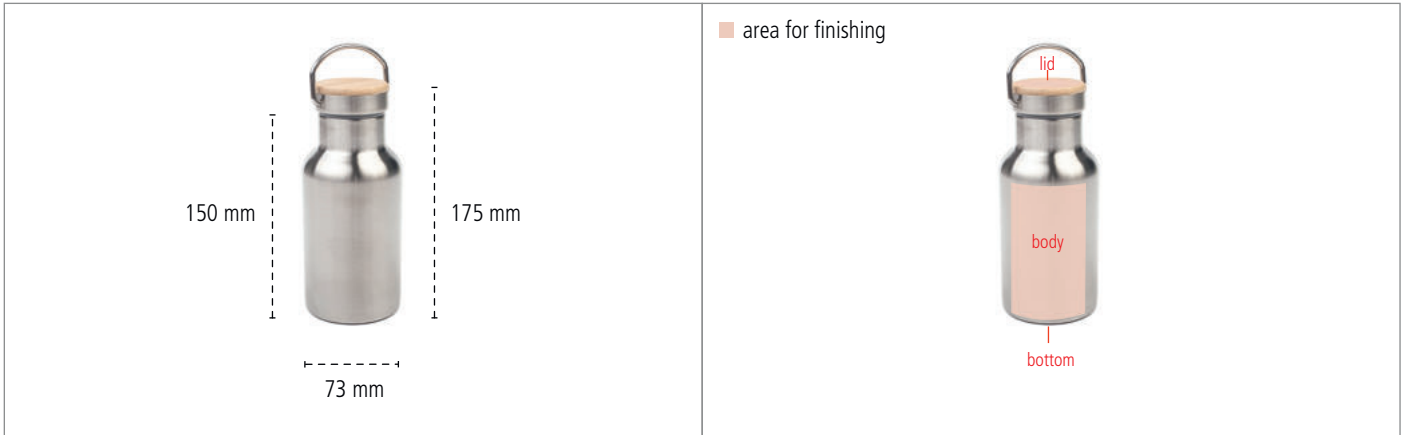 150 mm
175 mm
73 mm
area for finishing
lid
body
bottom